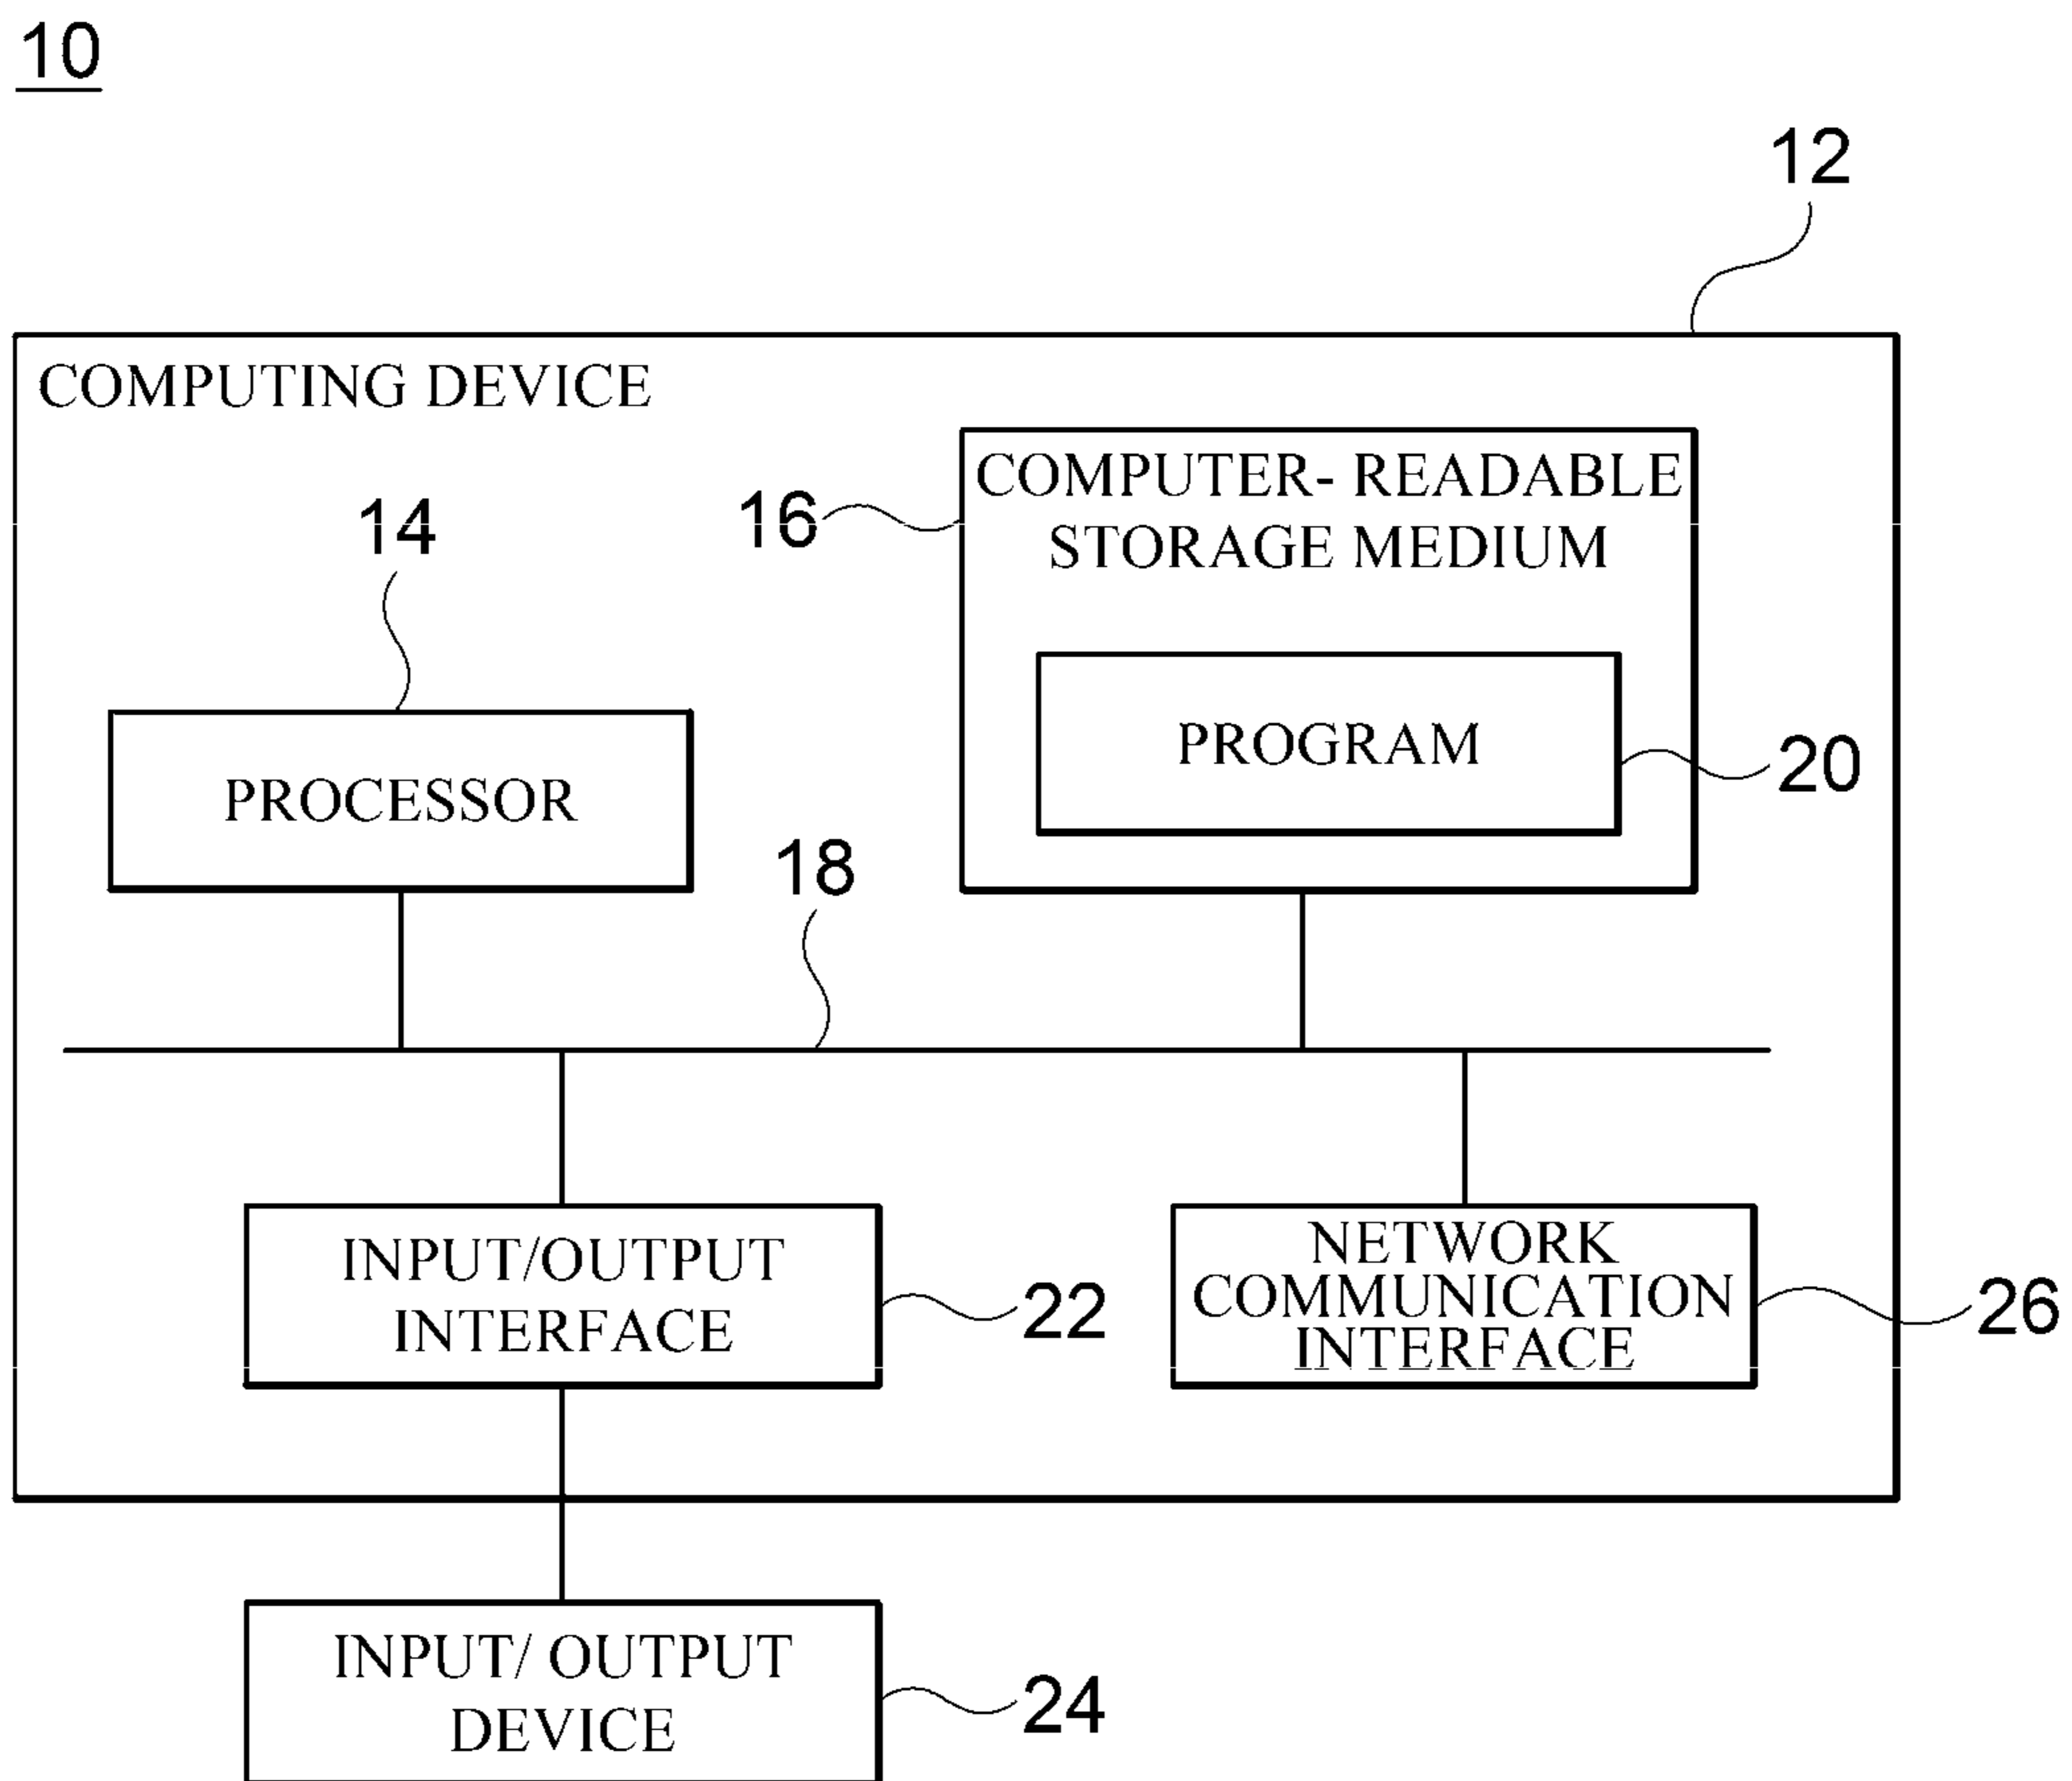 10
12
COMPUTING DEVICE
COMPUTER- READABLE
STORAGE MEDIUM
16
14
PROGRAM
20
PROCESSOR
18
INPUT/OUTPUT
INTERFACE
22
NETWORK
COMMUNICATION
INTERFACE
26
INPUT/ OUTPUT
DEVICE
24